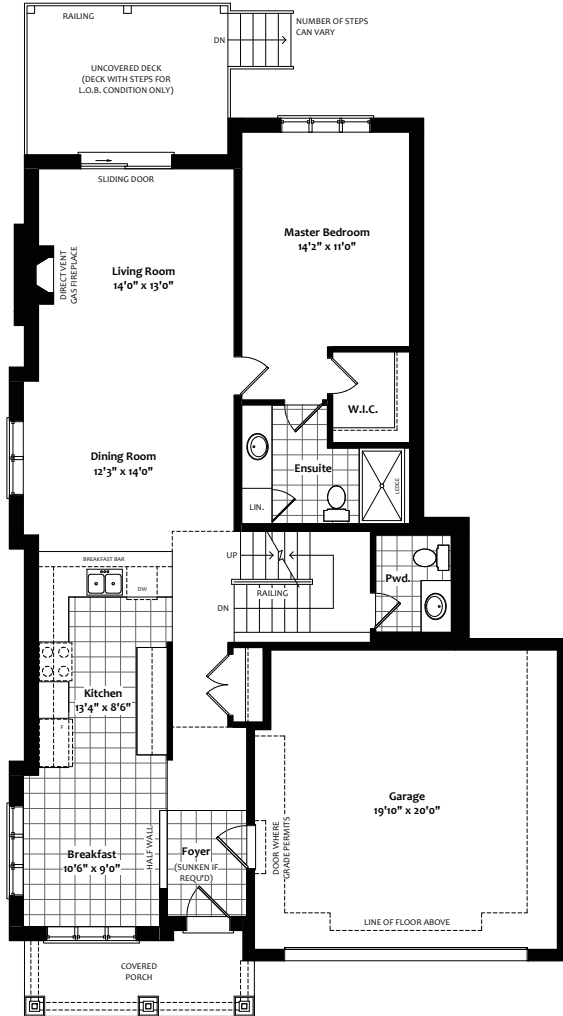 RAILING
NUMBER OF STEPS
CAN VARY
DN
UNCOVERED DECK
(DECK WITH STEPS FOR
L.O.B. CONDITION ONLY)
SLIDING DOOR
Master Bedroom
14'2" x 11'0"
DIRECT VENT
GAS FIREPLACE
Living Room
14'0" x 13'0"
W.I.C.
Dining Room
12'3" x 14'0"
Ensuite
LEDGE
LIN.
BREAKFAST BAR
UP
DW
RAILING
Pwd.
DN
Kitchen
13'4" x 8'6"
F
Garage
19'10" x 20'0"
HALF WALL
Foyer
(SUNKEN IF
REQU'D)
DOOR WHERE
GRADE PERMITS
Breakfast
10'6" x 9'0"
LINE OF FLOOR ABOVE
COVERED
PORCH